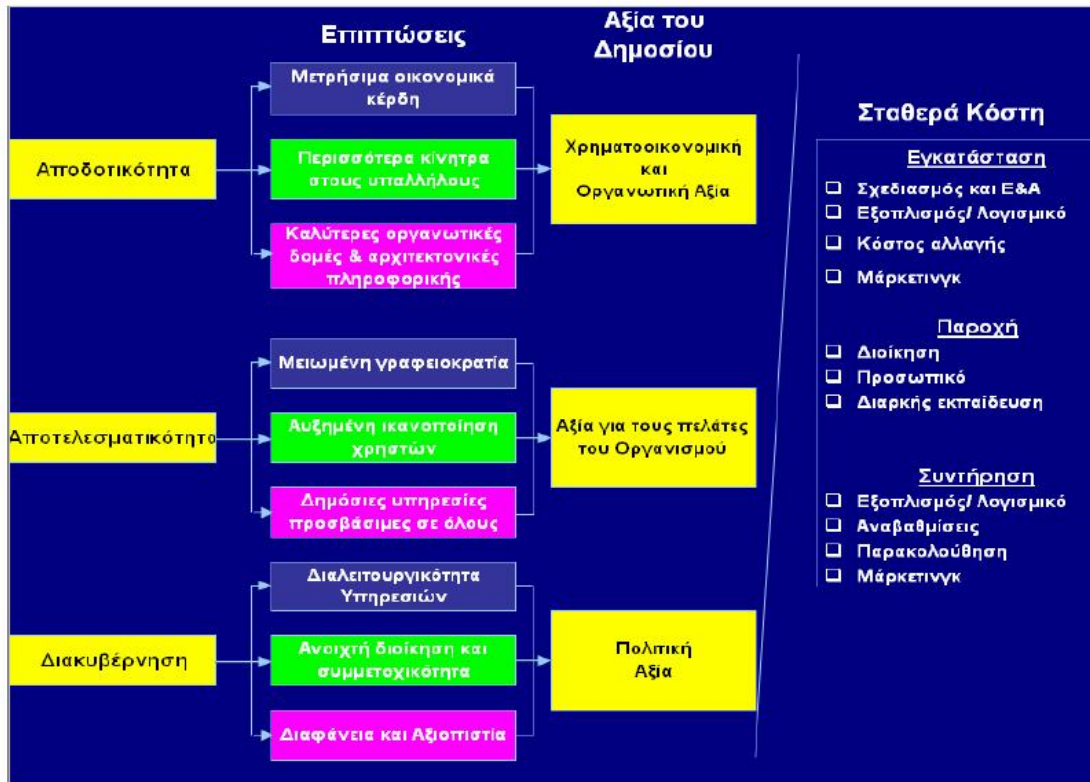 Επιπτώσεις
Αξία του
Δημοσίου
Αποδοτικότητα
Μετρήσιμα οικονομικά
κέρδη
Περισσότερα κίνητρα
στους υπαλλήλους
Καλύτερες οργανωτικές
δομές & αρχιτεκτονικές
πληροφορικής
Χρηματοοικονομική
και
Οργανωτική Αξία
Αποτελεσματικότητα
Μειωμένη γραφειοκρατία
Αυξημένη ικανοποίηση
χρηστών
Δημόσιες υπηρεσίες
προσβάσιμες σε όλους
Αξία για τους πελάτες
του Οργανισμού
Διακυβέρνηση
Διαλειτουργικότητα
Υπηρεσιών
Ανοιχτή διοίκηση και
συμμετοχικότητα
Διαφάνεια και Αξιοπιστία
Πολιτική
Αξία
Σταθερά Κόστη
Εγκατάσταση
Σχεδιασμός και Ε&Α
Εξοπλισμός/ Λογισμικό
Κόστος αλλαγής
Μάρκετινγκ
Παροχή
Διοίκηση
Προσωπικό
Διαρκής εκπαίδευση
Συντήρηση
Εξοπλισμός/ Λογισμικό
Αναβαθμίσεις
Παρακολούθηση
Μάρκετινγκ